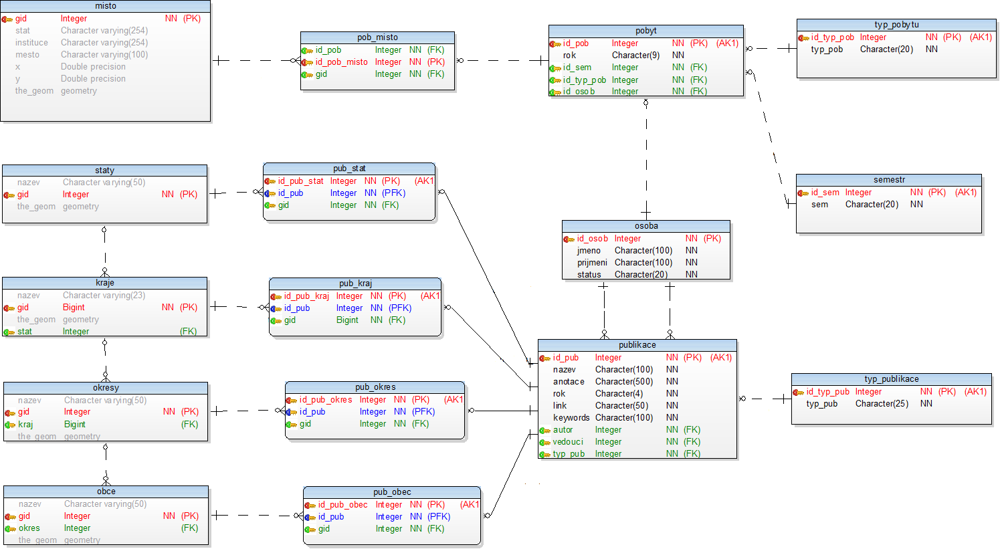 misto
gid Integer NN (PK)
stat Character varying(254)
instituce Character varying(254)
mesto Character varying(100)
x Double precision
y Double precision
the_geom geometry
pob_misto
id_pob Integer NN (FK)
id_pob_misto Integer NN (PK)
gid Integer NN (FK)
pobyt
id_pob Integer NN (PK) (AK1)
rok Character(9) NN
id_sem Integer NN (FK)
id_typ_pob Integer NN (FK)
id_osob Integer NN (FK)
typ_pobytu
id_typ_pob Integer NN (PK) (AK1)
typ_pob Character(20) NN
staty
nazev Character varying(50)
gid Integer NN (PK)
the_geom geometry
pub_stat
id_pub_stat Integer NN (PK) (AK1
id_pub Integer NN (PFK)
gid Integer NN (FK)
semestr
id_sem Integer NN (PK) (AK1)
sem Character(20) NN
osoba
id_osob Integer NN (PK)
jmeno Character(100) NN
prijmeni Character(100) NN
status Character(20) NN
kraje
nazev Character varying(23)
gid Bigint NN (PK)
the_geom geometry
stat Integer (FK)
pub_kraj
id_pub_kraj Integer NN (PK) (AK1
id_pub Integer NN (PFK)
gid Bigint NN (FK)
publikace
id_pub Integer NN (PK) (AK1)
nazev Character(100) NN
anotace Character(500) NN
rok Character(4) NN
link Character(50) NN
keywords Character(100) NN
autor Integer NN (FK)
vedouci Integer NN (FK)
typ_pub Integer NN (FK)
typ_publikace
id_typ_pub Integer NN (PK) (AK1)
typ_pub Character(25) NN
okresy
nazev Character varying(50)
gid Integer NN (PK)
kraj Bigint (FK)
the_geom geometry
pub_okres
id_pub_okres Integer NN (PK) (AK1
id_pub Integer NN (PFK)
gid Integer NN (FK)
obce
nazev Character varying(50)
gid Integer NN (PK)
okres Integer (FK)
the_geom geometry
pub_obec
id_pub_obec Integer NN (PK) (AK1
id_pub Integer NN (PFK)
gid Integer NN (FK)